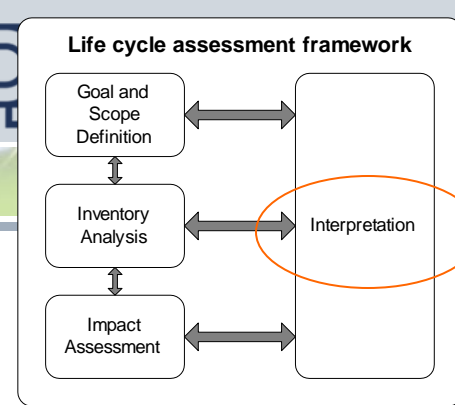 Life cycle assessment framework
Goal and
Scope
Definition
Inventory
Analysis
Interpretation
Impact
Assessment